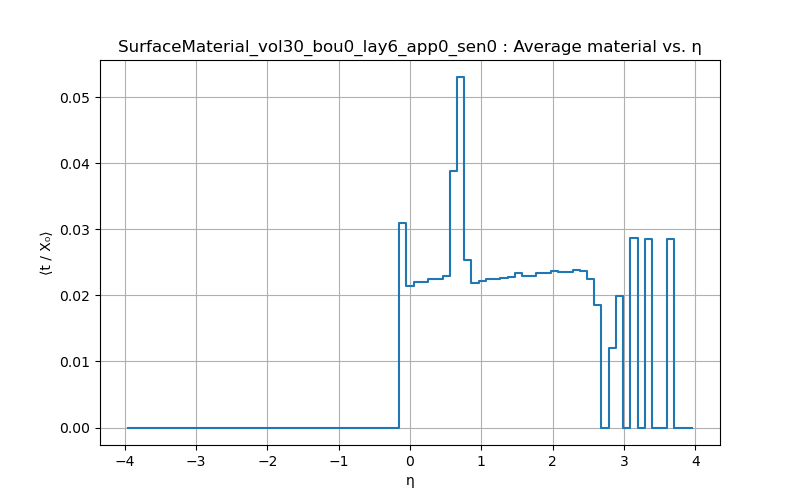 SurfaceMaterial_vol30_bou0_lay6_app0_sen0 : Average material vs. η
0.05
0.04
0.03
0.02
0.01
0.00
⟨t / X₀⟩
−4 −3 −2 −1 0 1 2 3 4
η